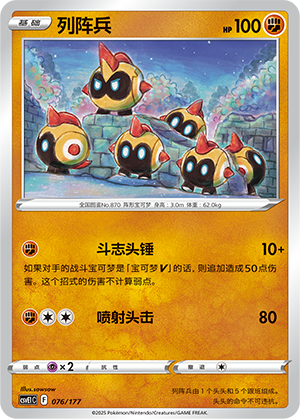 基础 列阵兵 HP 100
全国图鉴No.870 阵形宝可梦 身高：3.0m 体重：62.0kg
斗志头锤 10+
如果对手的战斗宝可梦是「宝可梦V」的话，则追加造成50点伤
害。这个招式的伤害不计算弱点。
喷射头击 80
弱点 ×2 抵抗力 撤退
Illus.sowsow
F 076/177
列阵兵由1个头头和5个跟班组成。
头头的命令不可违抗。
©2025 Pokémon/Nintendo/Creatures/GAME FREAK.